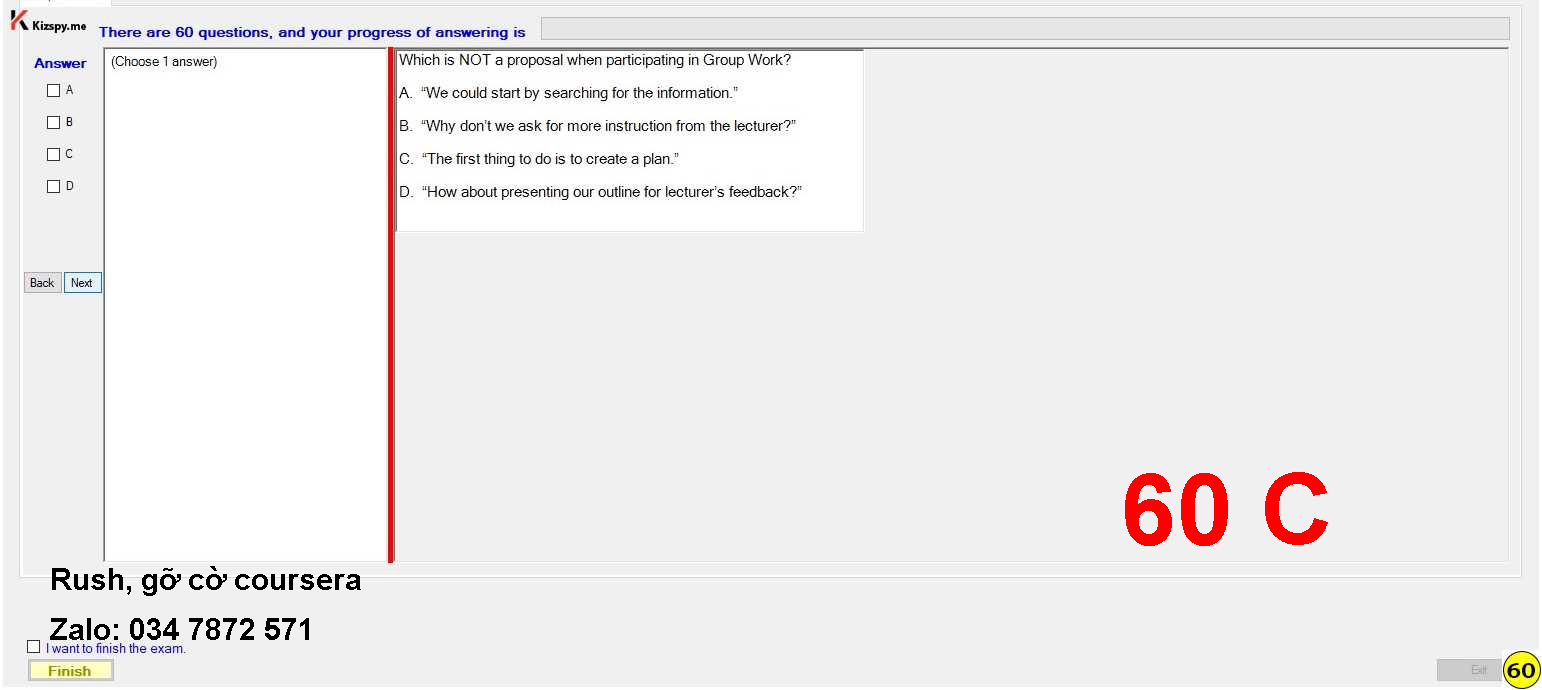 Kizspy.me
There are 60 questions, and your progress of answering is
Answer
(Choose 1 answer)
A
B
C
D
Back
Next
Which is NOT a proposal when participating in Group Work?
A. “We could start by searching for the information.”
B. “Why don’t we ask for more instruction from the lecturer?”
C. “The first thing to do is to create a plan.”
D. “How about presenting our outline for lecturer’s feedback?”
60 C
Rush, gỡ cờ coursera
Zalo: 034 7872 571
I want to finish the exam.
Finish
Exit
60